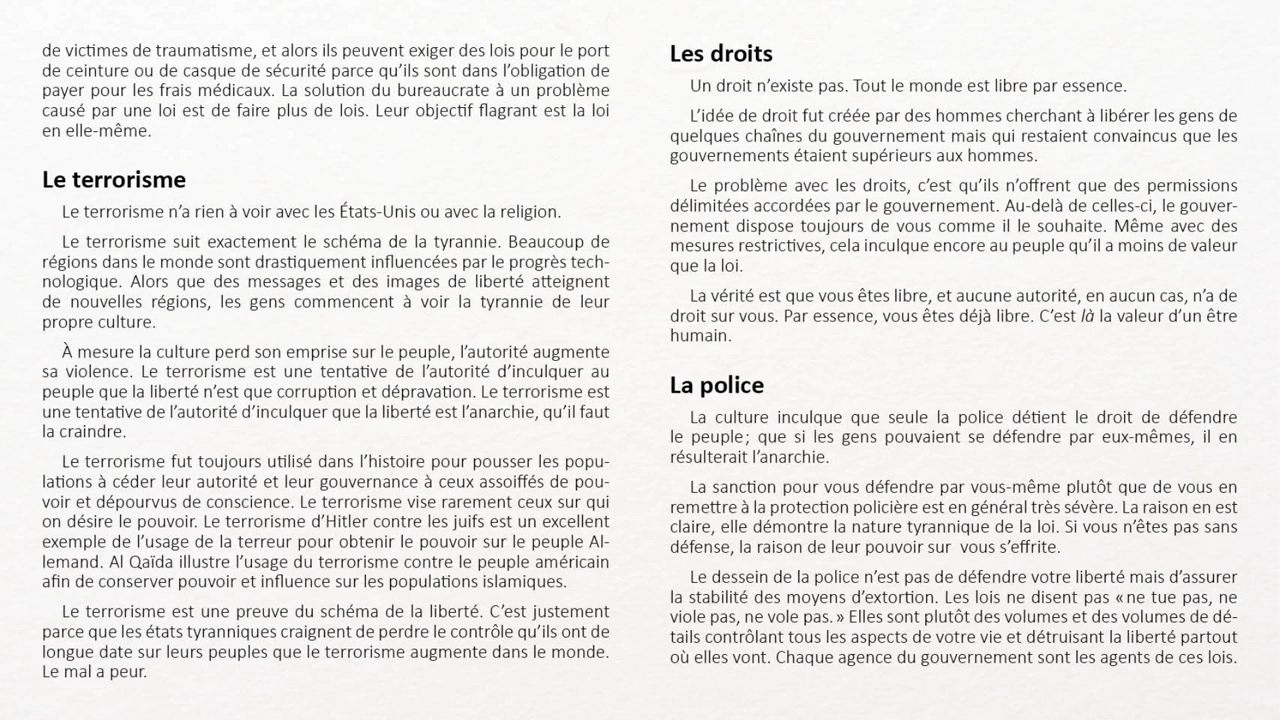 de victimes de traumatisme, et alors ils peuvent exiger des lois pour le port
de ceinture ou de casque de sécurité parce qu’ils sont dans l’obligation de
payer pour les frais médicaux. La solution du bureaucrate à un problème
causé par une loi est de faire plus de lois. Leur objectif flagrant est la loi
en elle-même.
Le terrorisme
Le terrorisme n’a rien à voir avec les États-Unis ou avec la religion.
Le terrorisme suit exactement le schéma de la tyrannie. Beaucoup de
régions dans le monde sont drastiquement influencées par le progrès tech-
nologique. Alors que des messages et des images de liberté atteignent
de nouvelles régions, les gens commencent à voir la tyrannie de leur
propre culture.
À mesure la culture perd son emprise sur le peuple, l’autorité augmente
sa violence. Le terrorisme est une tentative de l’autorité d’inculquer au
peuple que la liberté n’est que corruption et dépravation. Le terrorisme est
une tentative de l’autorité d’inculquer que la liberté est l’anarchie, qu’il faut
la craindre.
Le terrorisme fut toujours utilisé dans l’histoire pour pousser les popu-
lations à céder leur autorité et leur gouvernance à ceux assoiffés de pou-
voir et dépourvus de conscience. Le terrorisme vise rarement ceux sur qui
on désire le pouvoir. Le terrorisme d’Hitler contre les juifs est un excellent
exemple de l’usage de la terreur pour obtenir le pouvoir sur le peuple Al-
lemand. Al Qaïda illustre l’usage du terrorisme contre le peuple américain
afin de conserver pouvoir et influence sur les populations islamiques.
Le terrorisme est une preuve du schéma de la liberté. C’est justement
parce que les états tyranniques craignent de perdre le contrôle qu’ils ont de
longue date sur leurs peuples que le terrorisme augmente dans le monde.
Le mal a peur.
Les droits
Un droit n’existe pas. Tout le monde est libre par essence.
L’idée de droit fut créée par des hommes cherchant à libérer les gens de
quelques chaînes du gouvernement mais qui restaient convaincus que les
gouvernements étaient supérieurs aux hommes.
Le problème avec les droits, c’est qu’ils n’offrent que des permissions
délimitées accordées par le gouvernement. Au-delà de celles-ci, le gouver-
nement dispose toujours de vous comme il le souhaite. Même avec des
mesures restrictives, cela inculque encore au peuple qu’il a moins de valeur
que la loi.
La vérité est que vous êtes libre, et aucune autorité, en aucun cas, n’a de
droit sur vous. Par essence, vous êtes déjà libre. C’est là la valeur d’un être
humain.
La police
La culture inculque que seule la police détient le droit de défendre
le peuple; que si les gens pouvaient se défendre par eux-mêmes, il en
résulterait l’anarchie.
La sanction pour vous défendre par vous-même plutôt que de vous en
remettre à la protection policière est en général très sévère. La raison en est
claire, elle démontre la nature tyrannique de la loi. Si vous n’êtes pas sans
défense, la raison de leur pouvoir sur vous s’effrite.
Le dessein de la police n’est pas de défendre votre liberté mais d’assurer
la stabilité des moyens d’extortion. Les lois ne disent pas « ne tue pas, ne
viole pas, ne vole pas. » Elles sont plutôt des volumes et des volumes de dé-
tails contrôlant tous les aspects de votre vie et détruisant la liberté partout
où elles vont. Chaque agence du gouvernement sont les agents de ces lois.